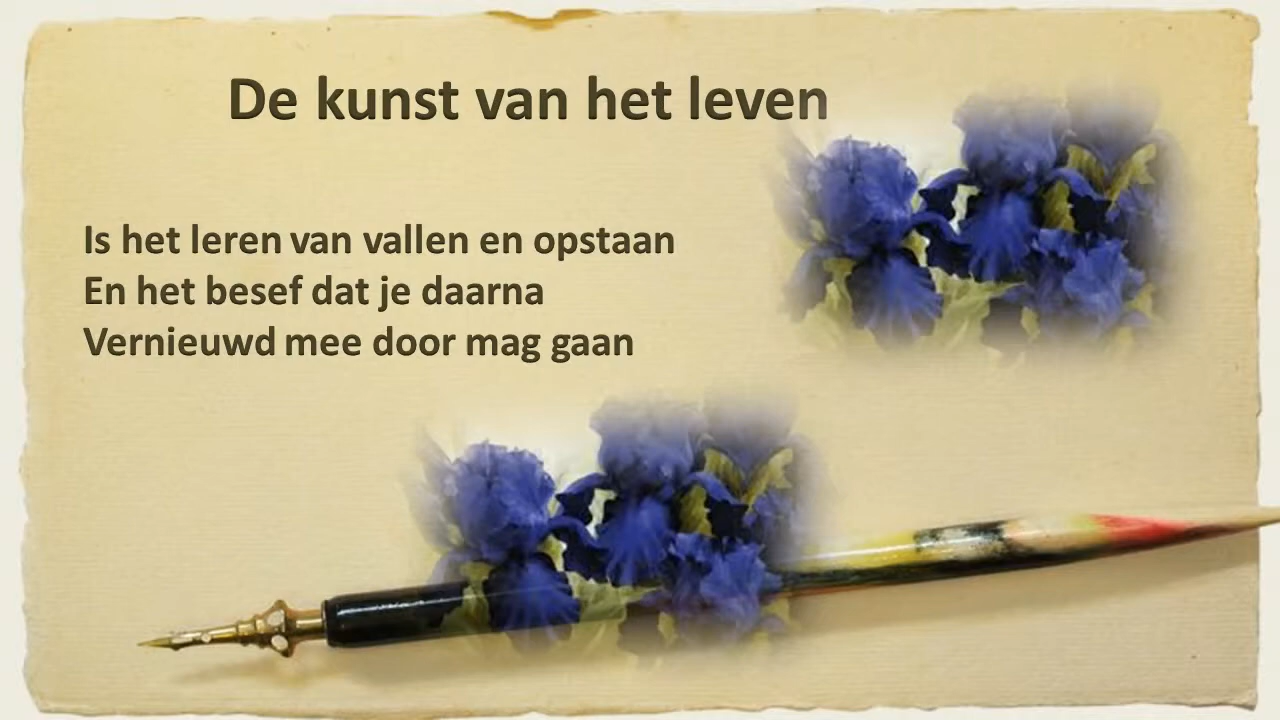 De kunst van het leven
Is het leren van vallen en opstaan
En het besef dat je daarna
Vernieuwd mee door mag gaan